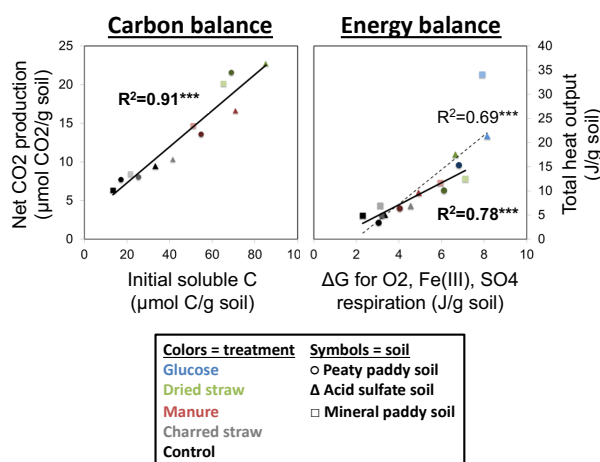 Carbon balance
Energy balance
Net CO2 production
(µmol CO2/g soil)
25
20
15
10
5
0
R²=0.91***
0 20 40 60 80 100
Initial soluble C
(µmol C/g soil)
R²=0.69***
R²=0.78***
0 2 4 6 8 10
ΔG for O2, Fe(III), SO4
respiration (J/g soil)
40
35
30
25
20
15
10
5
0
Total heat output
(J/g soil)
Colors = treatment
Glucose
Dried straw
Manure
Charred straw
Control
Symbols = soil
Peaty paddy soil
Acid sulfate soil
Mineral paddy soil